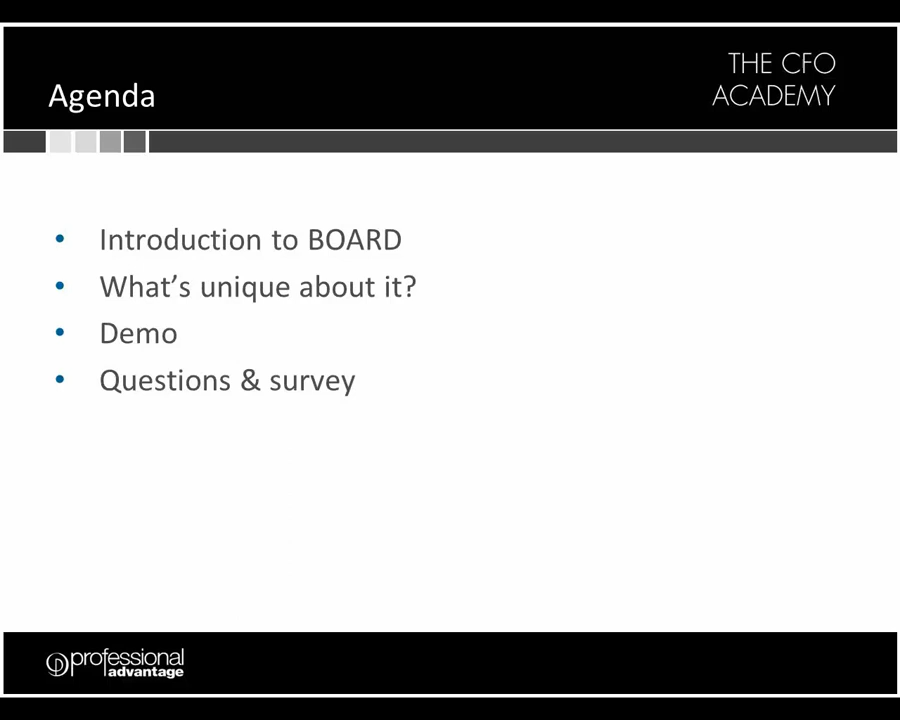 Agenda
THE CFO
ACADEMY
• Introduction to BOARD
• What's unique about it?
• Demo
• Questions & survey
professional
advantage